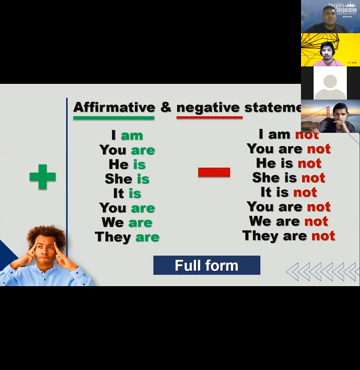 Inglés
corporativo
Affirmative & negative stateme
I am
You are
He is
She is
It is
You are
We are
They are
I am not
You are not
He is not
She is not
It is not
You are not
We are not
They are not
Full form